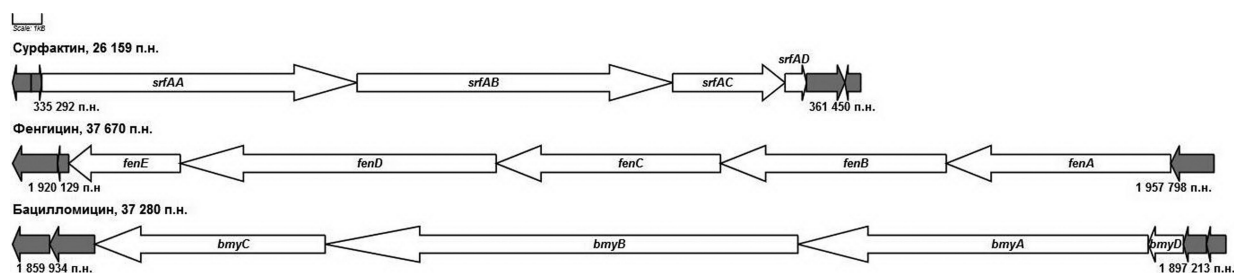 Scale: 1kB
Сурфактин, 26 159 п.н.
srfAA srfAB srfAC srfAD
335 292 п.н. 361 450 п.н.
Фенгицин, 37 670 п.н.
fenE fenD fenC fenB fenA
1 920 129 п.н 1 957 798 п.н.
Бацилломицин, 37 280 п.н.
bmyC bmyB bmyA bmyD
1 859 934 п.н. 1 897 213 п.н.